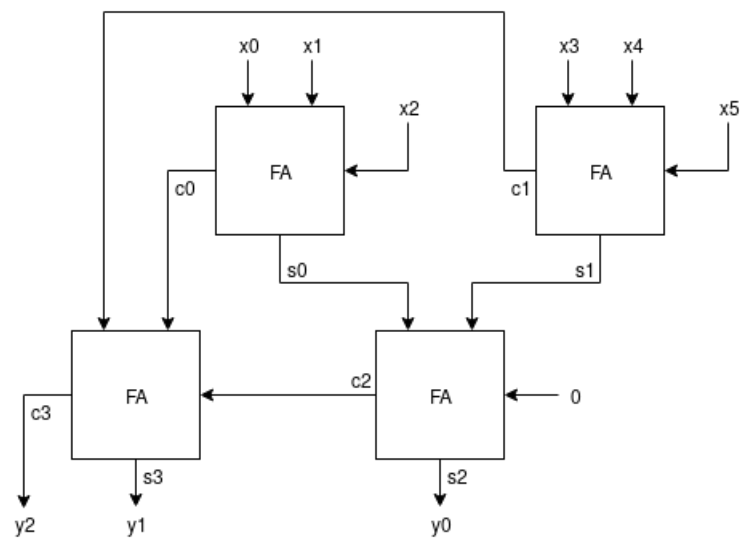 x0 x1 x3 x4
x2 x5
FA FA
c0 c1
s0 s1
c2
FA FA 0
c3
s3 s2
y2 y1 y0